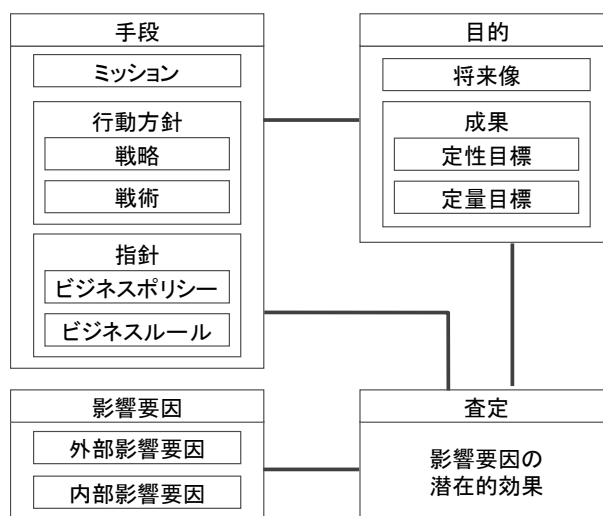 手段
ミッション
行動方針
戦略
戦術
指針
ビジネスポリシー
ビジネスルール
目的
将来像
成果
定性目標
定量目標
影響要因
外部影響要因
内部影響要因
査定
影響要因の
潜在的効果